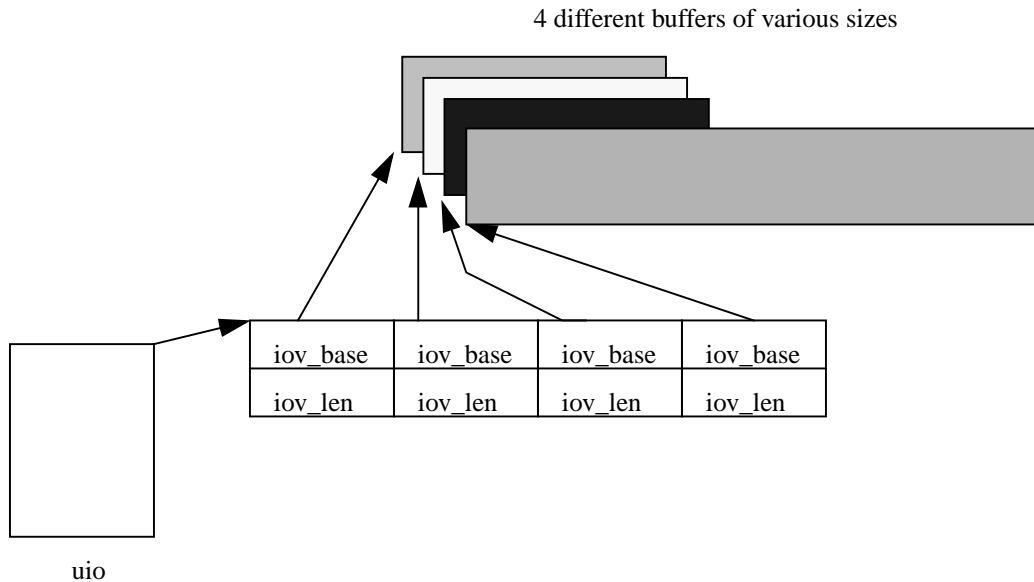 4 different buffers of various sizes
iov_base iov_base iov_base iov_base
iov_len iov_len iov_len iov_len
uio